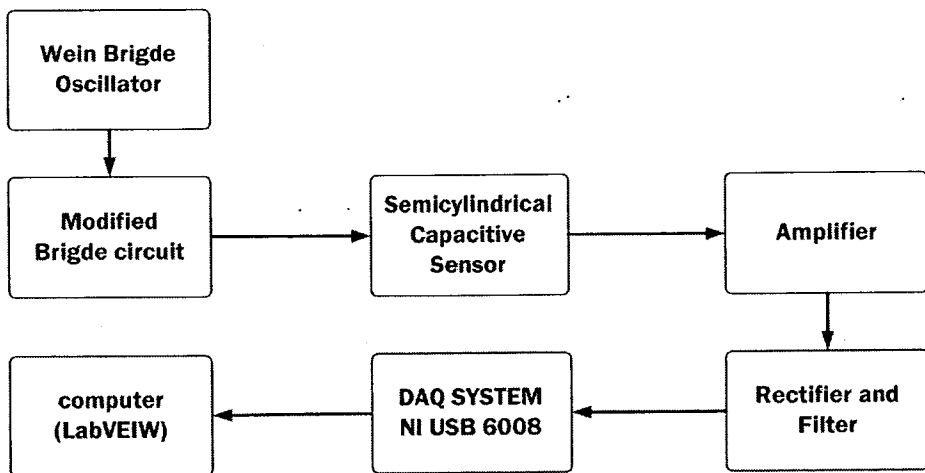 Wein Brigde
Oscillator
Modified
Brigde circuit
Semicylindrical
Capacitive
Sensor
Amplifier
Rectifier and
Filter
DAQ SYSTEM
NI USB 6008
computer
(LabVEIW)